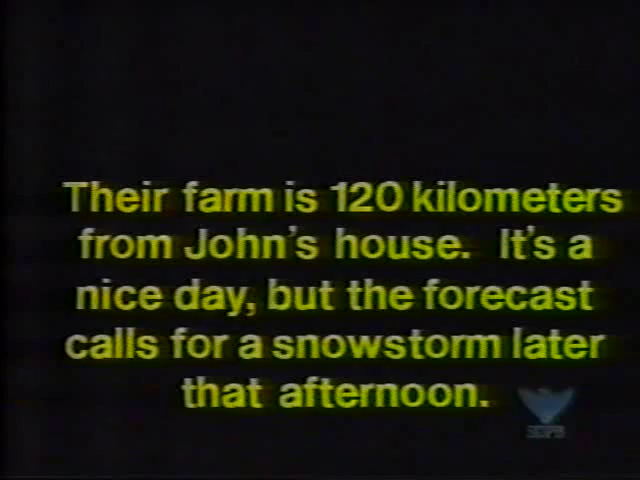 Their farm is 120 kilometers
from John's house. It's a
nice day, but the forecast
calls for a snowstorm later
that afternoon.